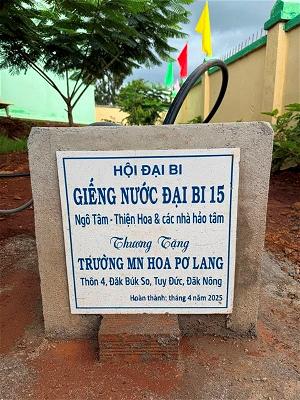 HỘI ĐẠI BI
GIẾNG NƯỚC ĐẠI BI 15
Ngô Tâm - Thiện Hoa & các nhà hảo tâm
Thương Tặng
TRƯỜNG MN HOA PƠ LANG
Thôn 4, Đăk Búk So, Tuy Đức, Đăk Nông
Hoàn thành: tháng 4 năm 2025